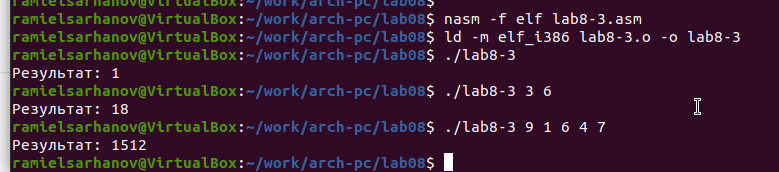 ramielsarhanov@VirtualBox:~/work/arch-pc/lab08$ nasm -f elf lab8-3.asm
ramielsarhanov@VirtualBox:~/work/arch-pc/lab08$ ld -m elf_i386 lab8-3.o -o lab8-3
ramielsarhanov@VirtualBox:~/work/arch-pc/lab08$ ./lab8-3
Результат: 1
ramielsarhanov@VirtualBox:~/work/arch-pc/lab08$ ./lab8-3 3 6
Результат: 18
ramielsarhanov@VirtualBox:~/work/arch-pc/lab08$ ./lab8-3 9 1 6 4 7
Результат: 1512
ramielsarhanov@VirtualBox:~/work/arch-pc/lab08$